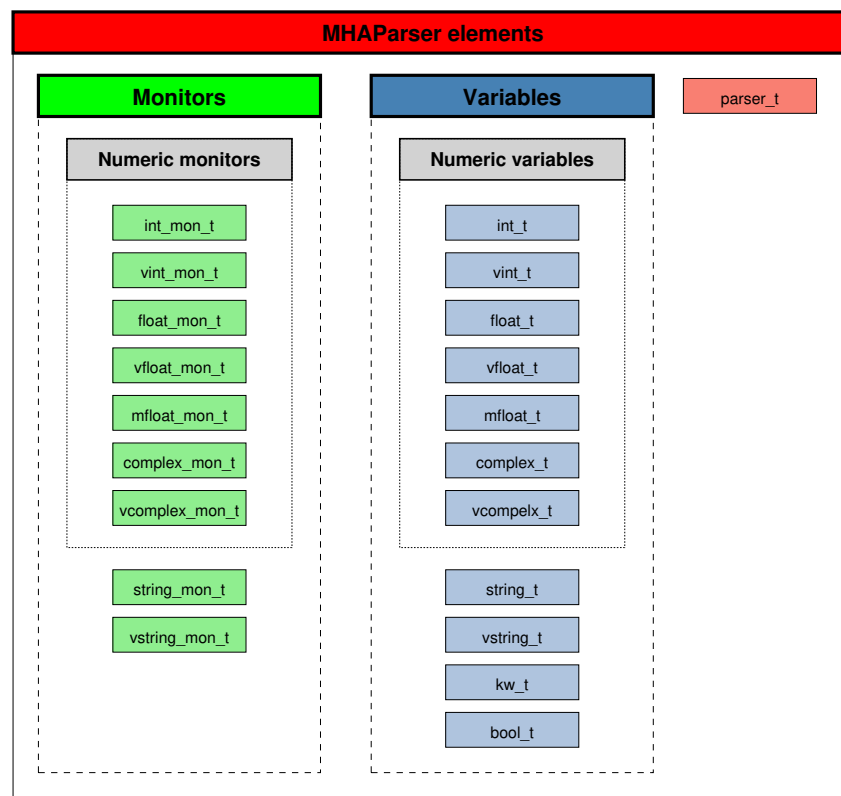 MHAParser elements
Monitors
Numeric monitors
int_mon_t
vint_mon_t
float_mon_t
vfloat_mon_t
mfloat_mon_t
complex_mon_t
vcomplex_mon_t
string_mon_t
vstring_mon_t
Variables
Numeric variables
int_t
vint_t
float_t
vfloat_t
mfloat_t
complex_t
vcompelx_t
string_t
vstring_t
kw_t
bool_t
parser_t